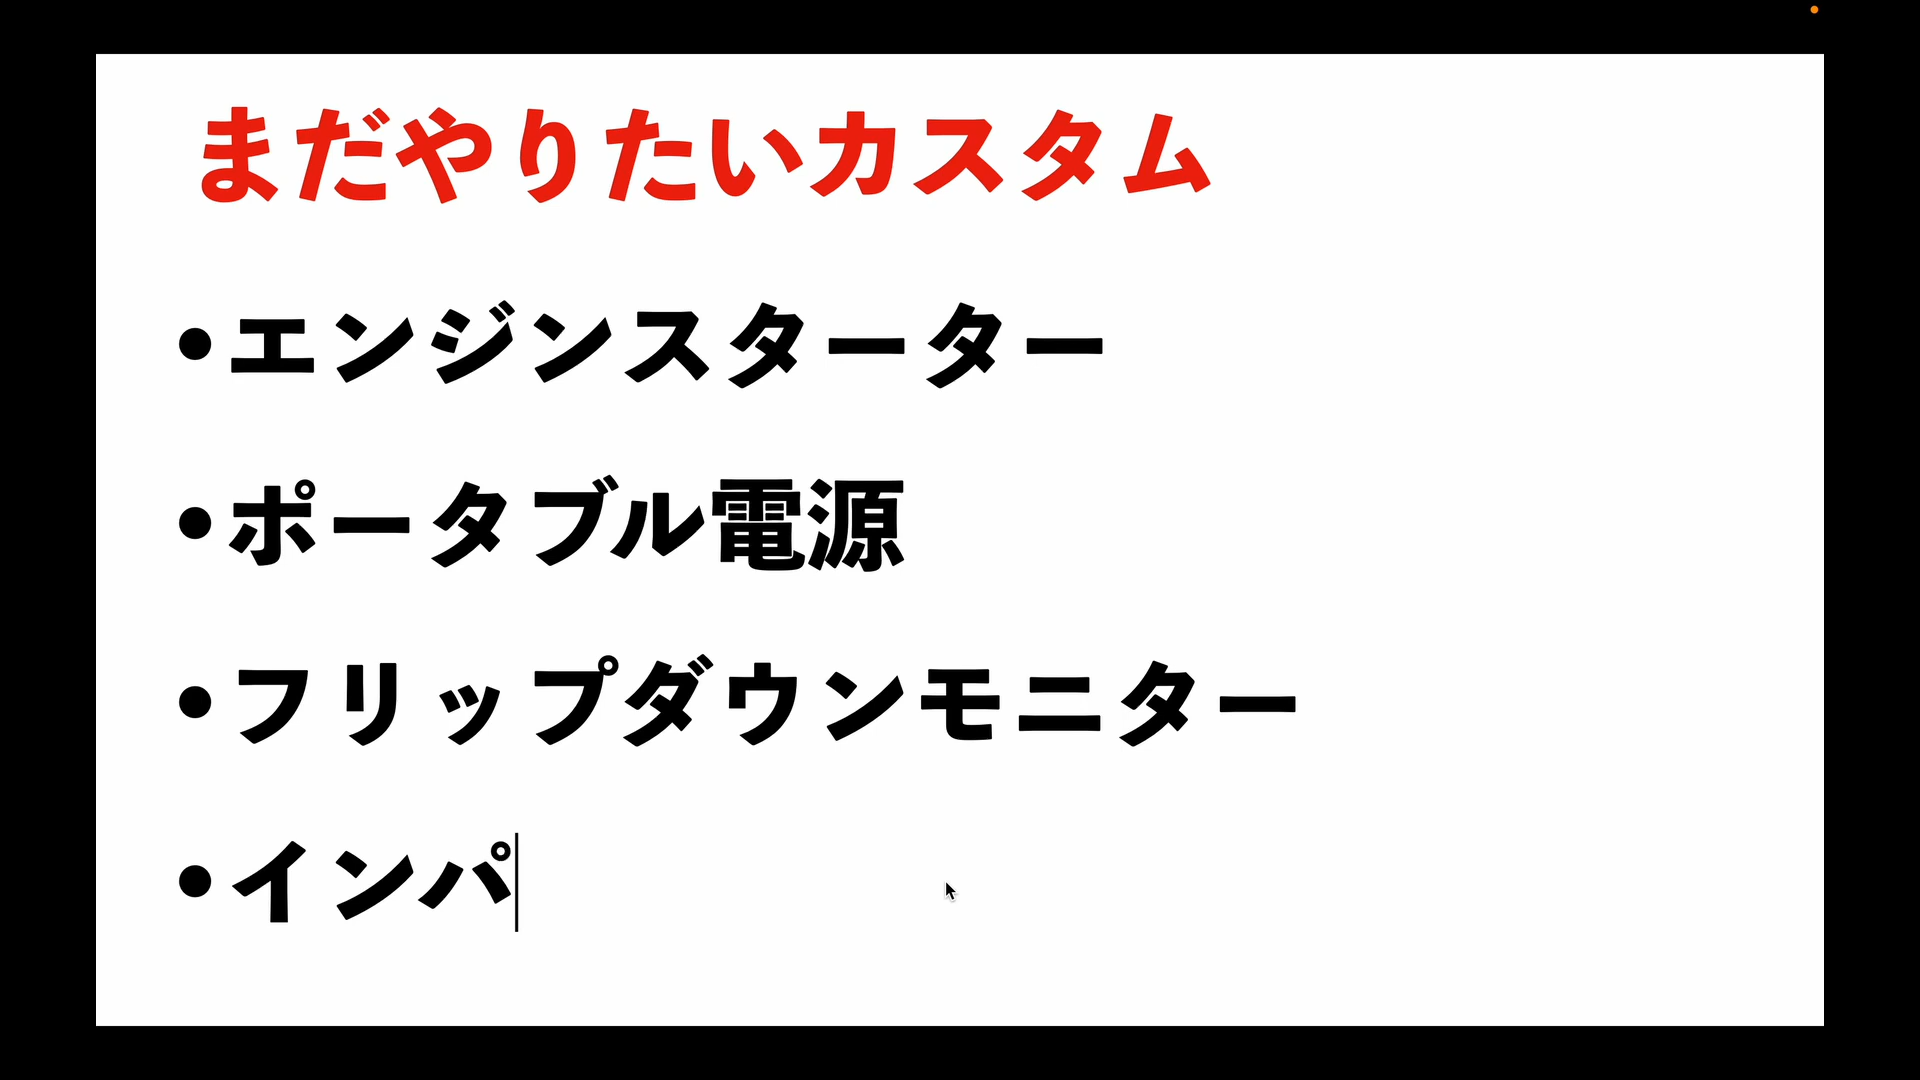 まだやりたいカスタム
•エンジンスターター
•ポータブル電源
•フリップダウンモニター
•インパ